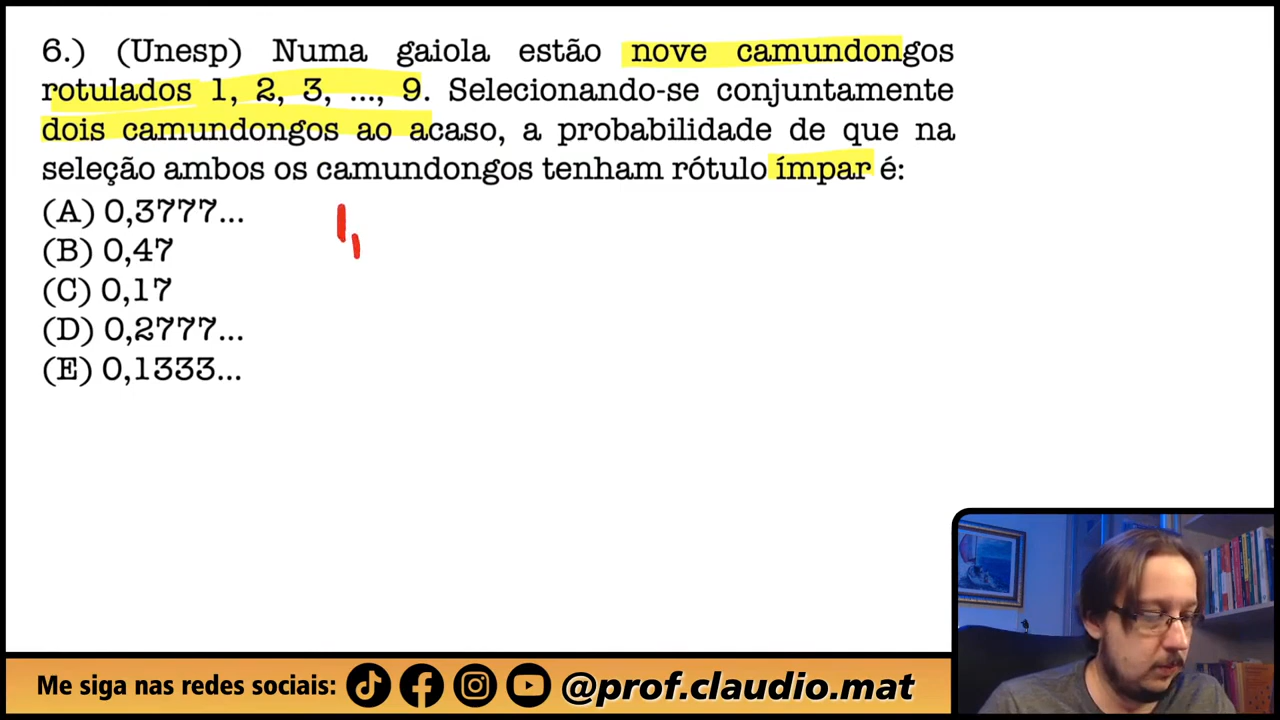 6.) (Unesp) Numa gaiola estão nove camundongos
rotulados 1, 2, 3, ..., 9. Selecionando-se conjuntamente
dois camundongos ao acaso, a probabilidade de que na
seleção ambos os camundongos tenham rótulo ímpar é:
(A) 0,3777...
(B) 0,47
(C) 0,17
(D) 0,2777...
(E) 0,1333...
1,
Me siga nas redes sociais: @prof.claudio.mat